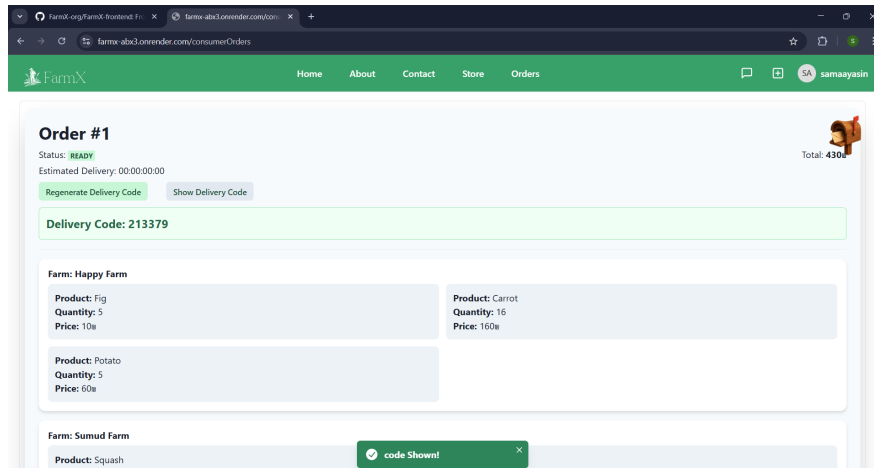 FarmX-org/FarmX-frontend: Fro
farmx-abx3.onrender.com/cons
farmx-abx3.onrender.com/consumerOrders
S
FarmX
Home
About
Contact
Store
Orders
SA
samaayasin
Order #1
Status: READY
Total: 430₪
Estimated Delivery: 00:00:00:00
Regenerate Delivery Code
Show Delivery Code
Delivery Code: 213379
Farm: Happy Farm
Product: Fig
Quantity: 5
Price: 10₪
Product: Carrot
Quantity: 16
Price: 160₪
Product: Potato
Quantity: 5
Price: 60₪
Farm: Sumud Farm
Product: Squash
code Shown!